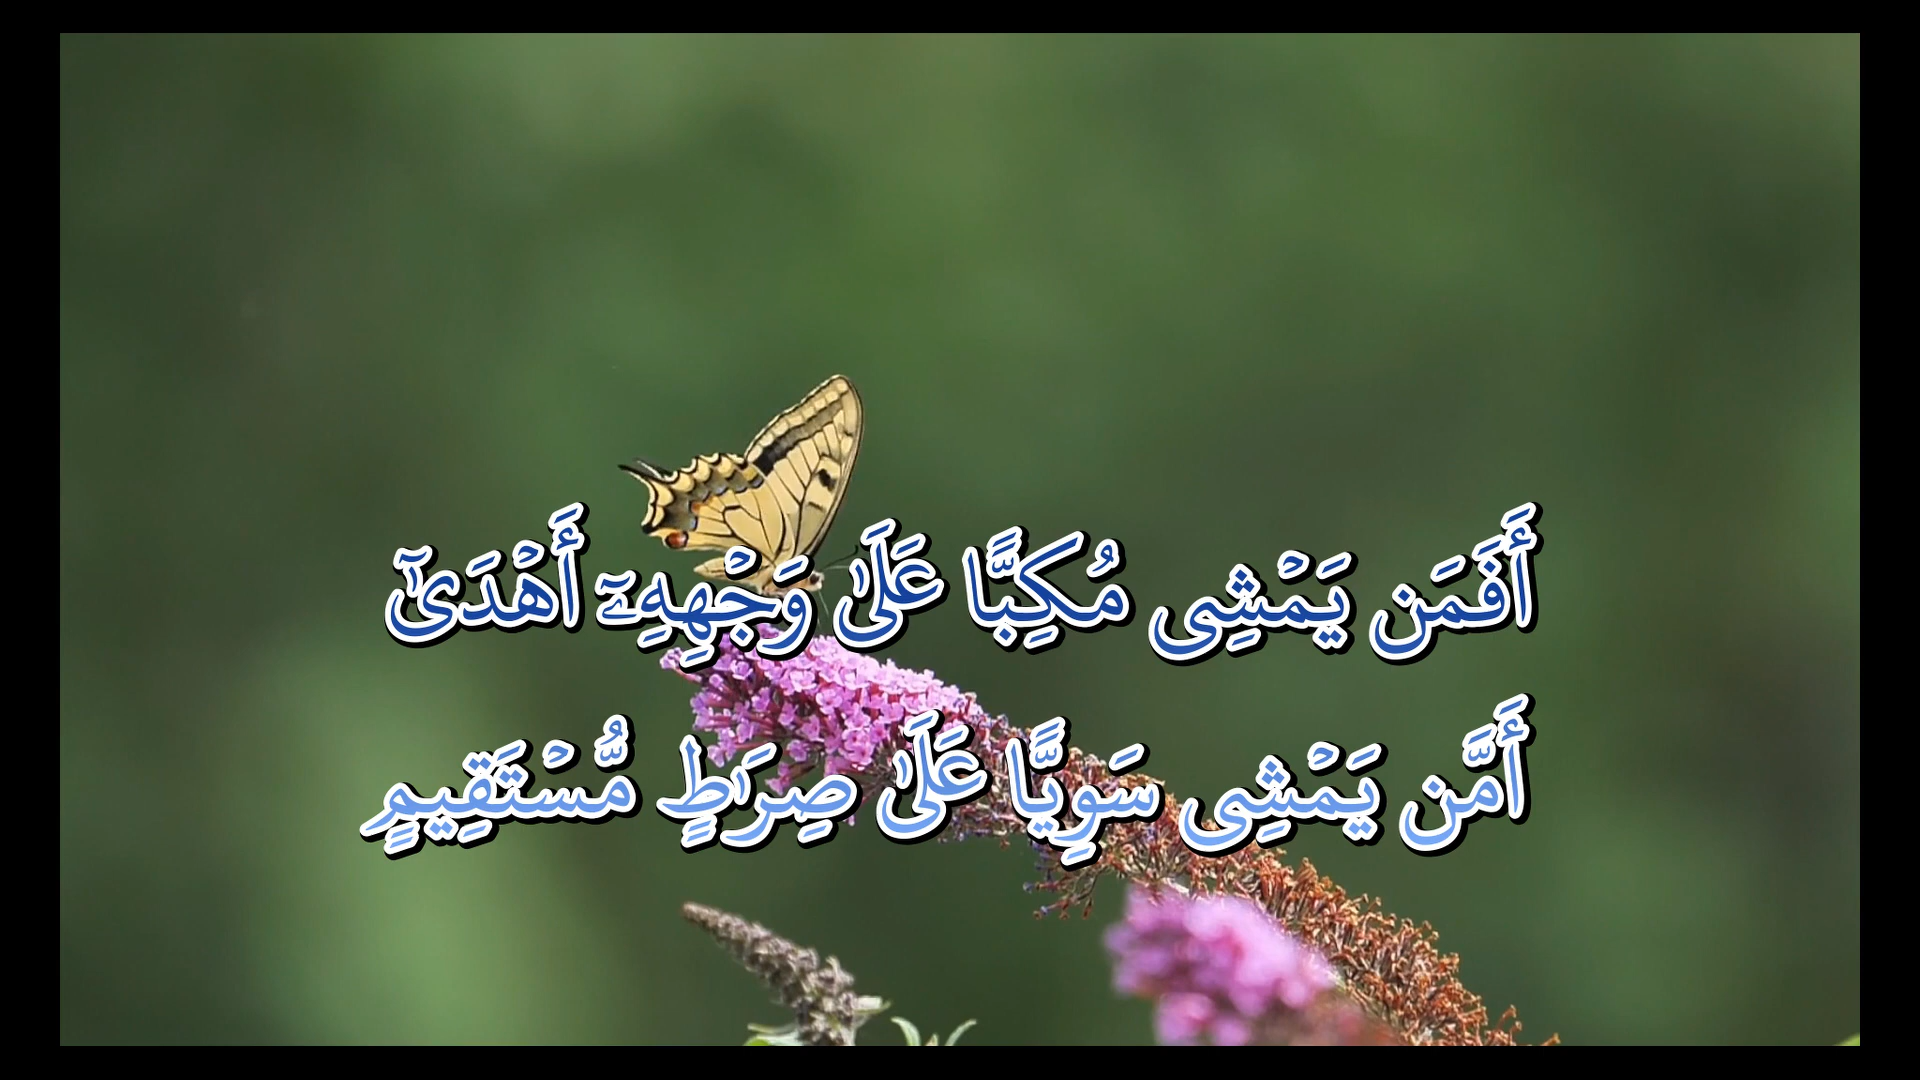 أَفَمَن يَمْشِى مُكِبًّا عَلَىٰ وَجْهِهِۦٓ أَهْدَىٰٓ
أَمَّن يَمْشِى سَوِيًّا عَلَىٰ صِرَٰطٍ مُّسْتَقِيمٍ